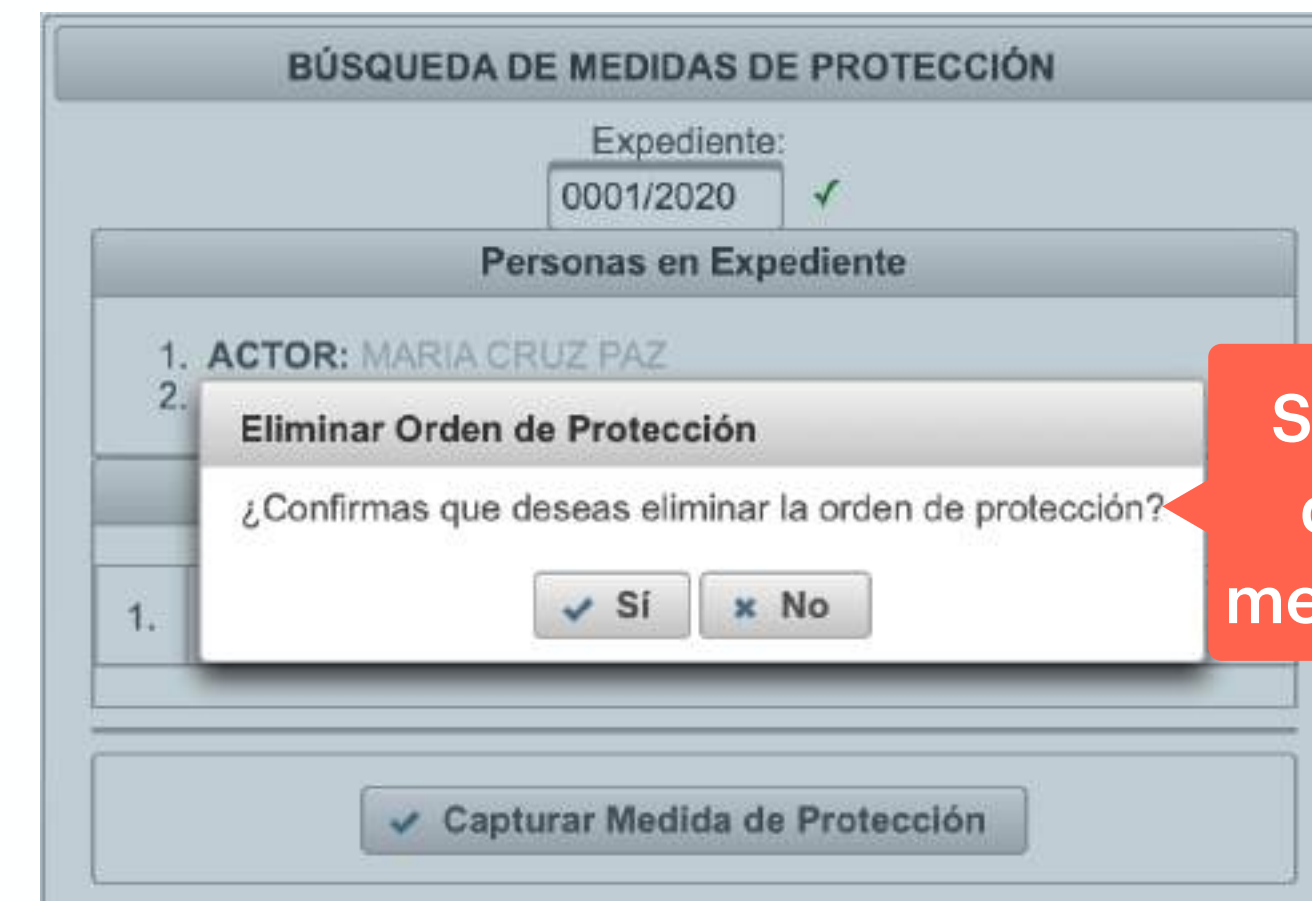 BÚSQUEDA DE MEDIDAS DE PROTECCIÓN
Expediente:
0001/2020
Personas en Expediente
1. ACTOR: MARIA CRUZ PAZ
2.
Eliminar Orden de Protección
¿Confirmas que deseas eliminar la orden de protección?
Sí
No
1.
Capturar Medida de Protección